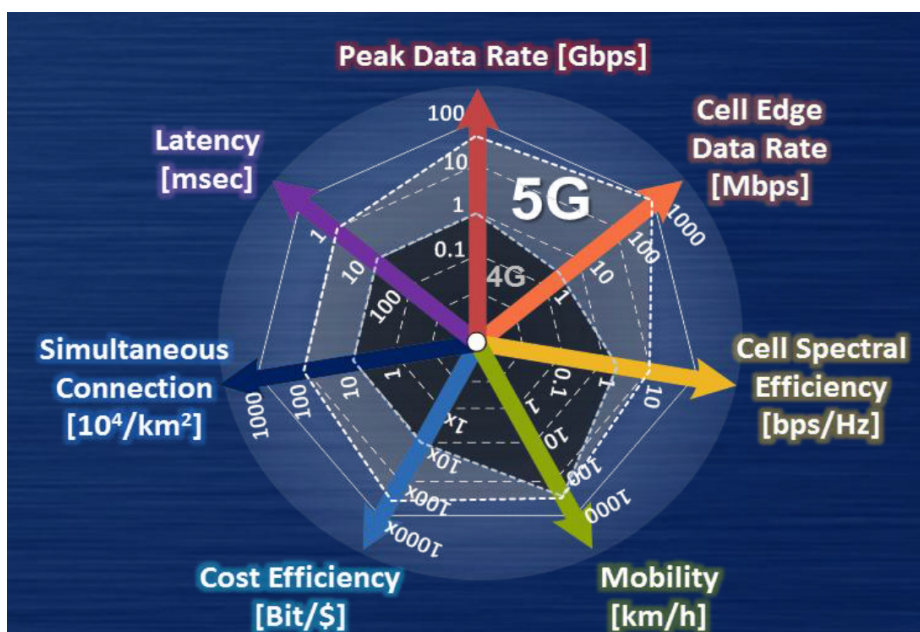 Peak Data Rate [Gbps]
Cell Edge
Data Rate
[Mbps]
Latency
[msec]
100
10
1
0.1
5G
4G
1000
100
10
1
1
10
100
Simultaneous
Connection
[10⁴/km²]
1000
100
10
1
0.1
1
10
Cell Spectral
Efficiency
[bps/Hz]
1x
10x
100x
1000x
1
10
100
1000
Cost Efficiency
[Bit/$]
Mobility
[km/h]